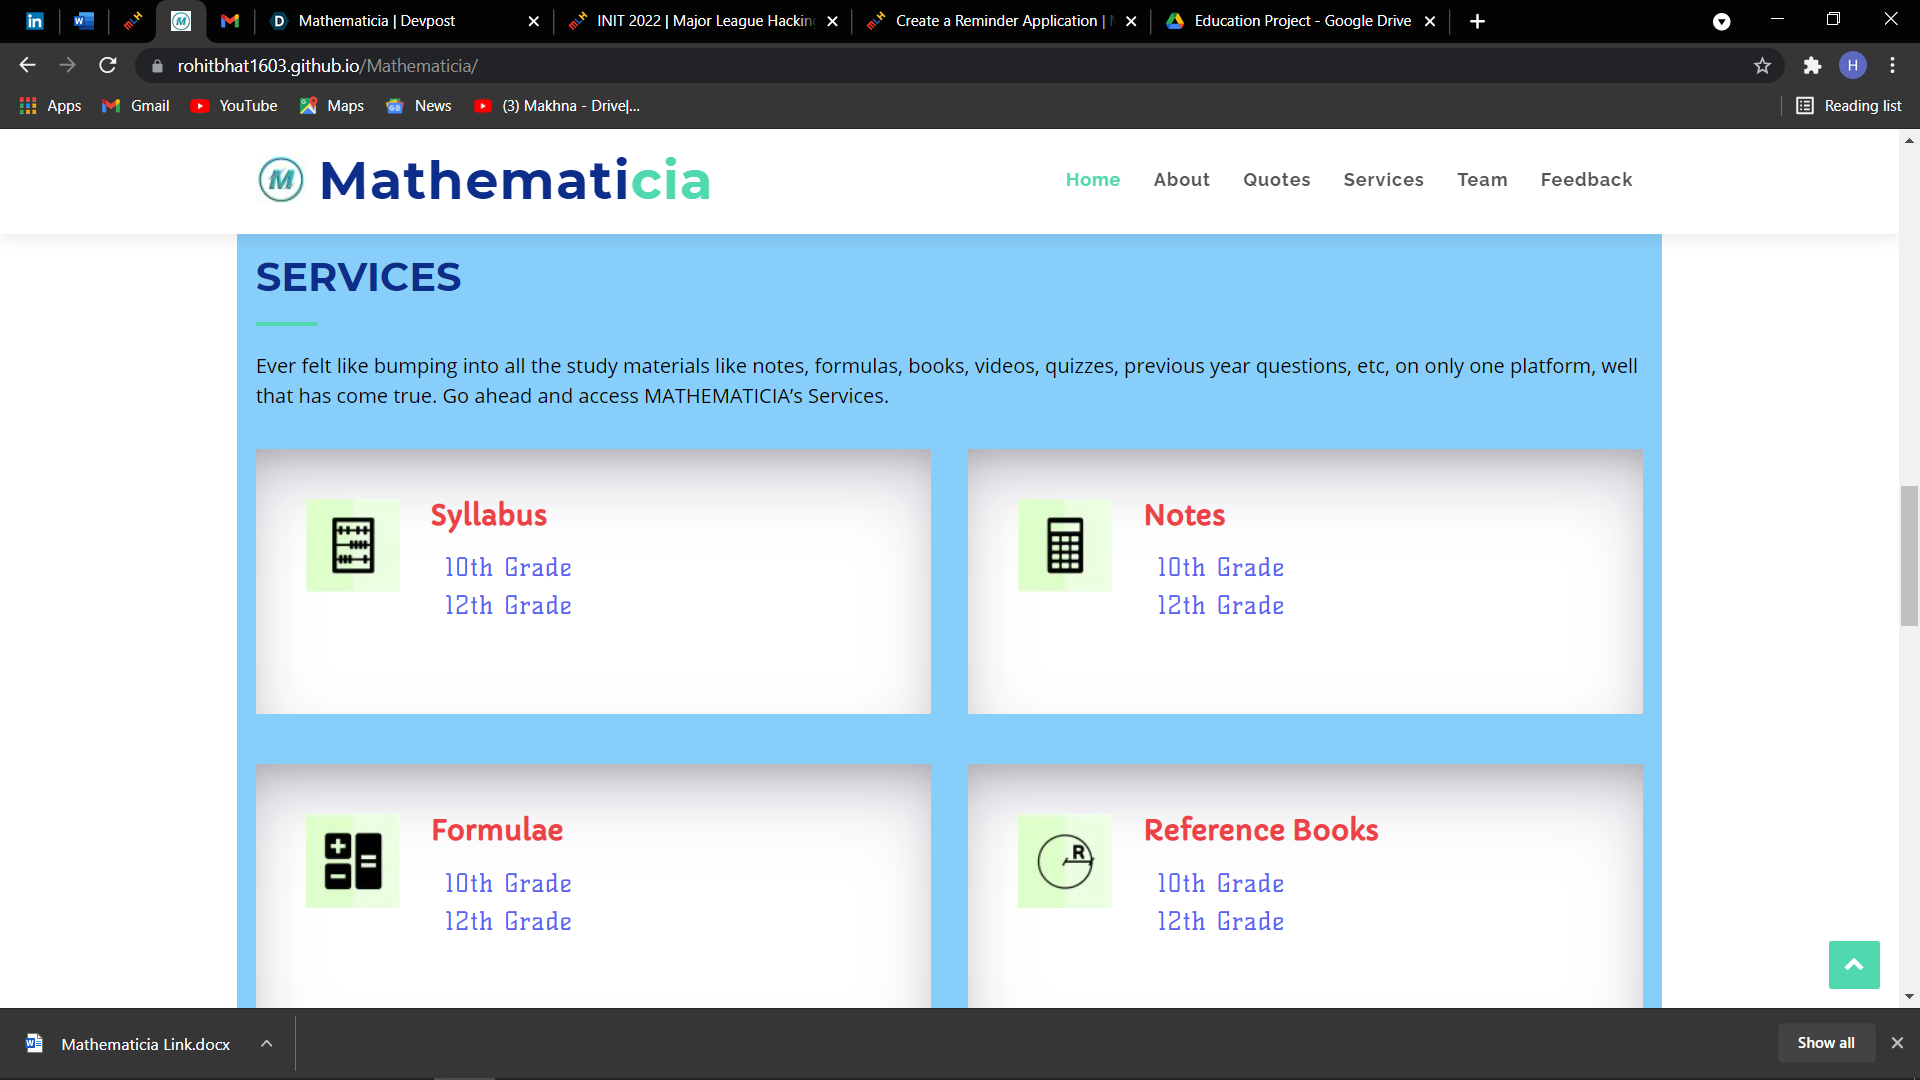 Mathematicia | Devpost
INIT 2022 | Major League Hackin
Create a Reminder Application |
Education Project - Google Drive
rohitbhat1603.github.io/Mathematicia/
H
Apps
Gmail
YouTube
Maps
News
(3) Makhna - Drive|...
Reading list
M
Mathematicia
Home
About
Quotes
Services
Team
Feedback
SERVICES
Ever felt like bumping into all the study materials like notes, formulas, books, videos, quizzes, previous year questions, etc, on only one platform, well
that has come true. Go ahead and access MATHEMATICIA’s Services.
Syllabus
10th Grade
12th Grade
Notes
10th Grade
12th Grade
Formulae
10th Grade
12th Grade
R
Reference Books
10th Grade
12th Grade
Mathematicia Link.docx
Show all